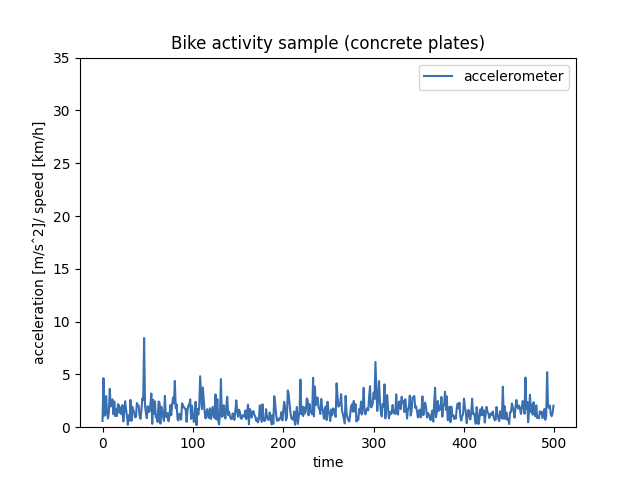 Bike activity sample (concrete plates)
accelerometer
acceleration [m/sˆ2]/ speed [km/h]
35
30
25
20
15
10
5
0
0 100 200 300 400 500
time